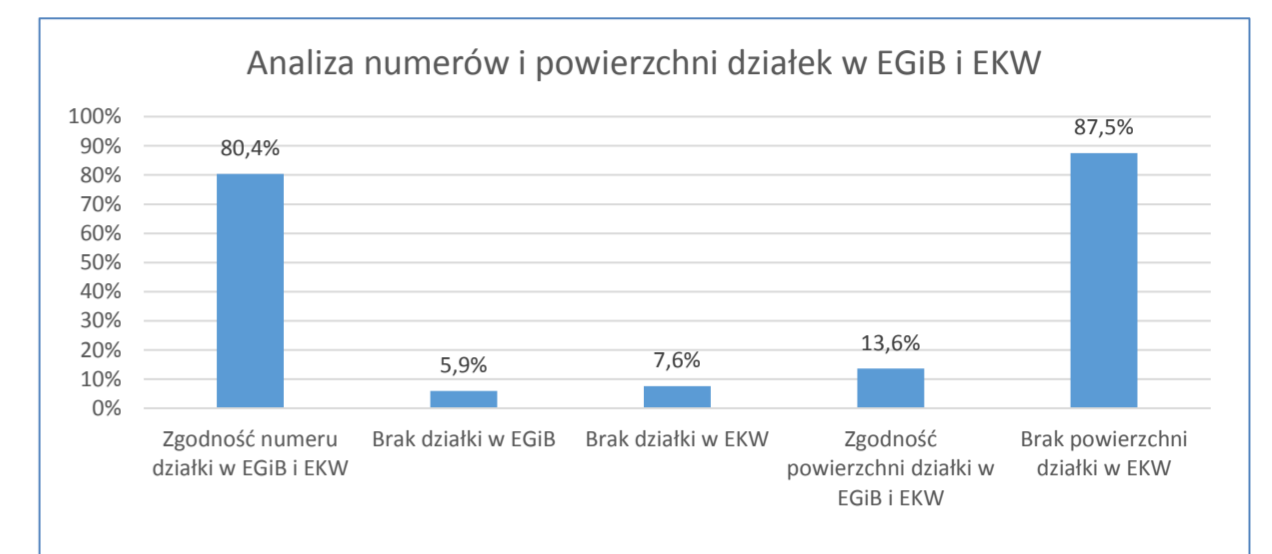 Analiza numerów i powierzchni działek w EGiB i EKW
100%
90%
80%
70%
60%
50%
40%
30%
20%
10%
0%
80,4%
5,9%
7,6%
13,6%
87,5%
Zgodność numeru
działki w EGiB i EKW
Brak działki w EGiB
Brak działki w EKW
Zgodność
powierzchni działki w
EGiB i EKW
Brak powierzchni
działki w EKW